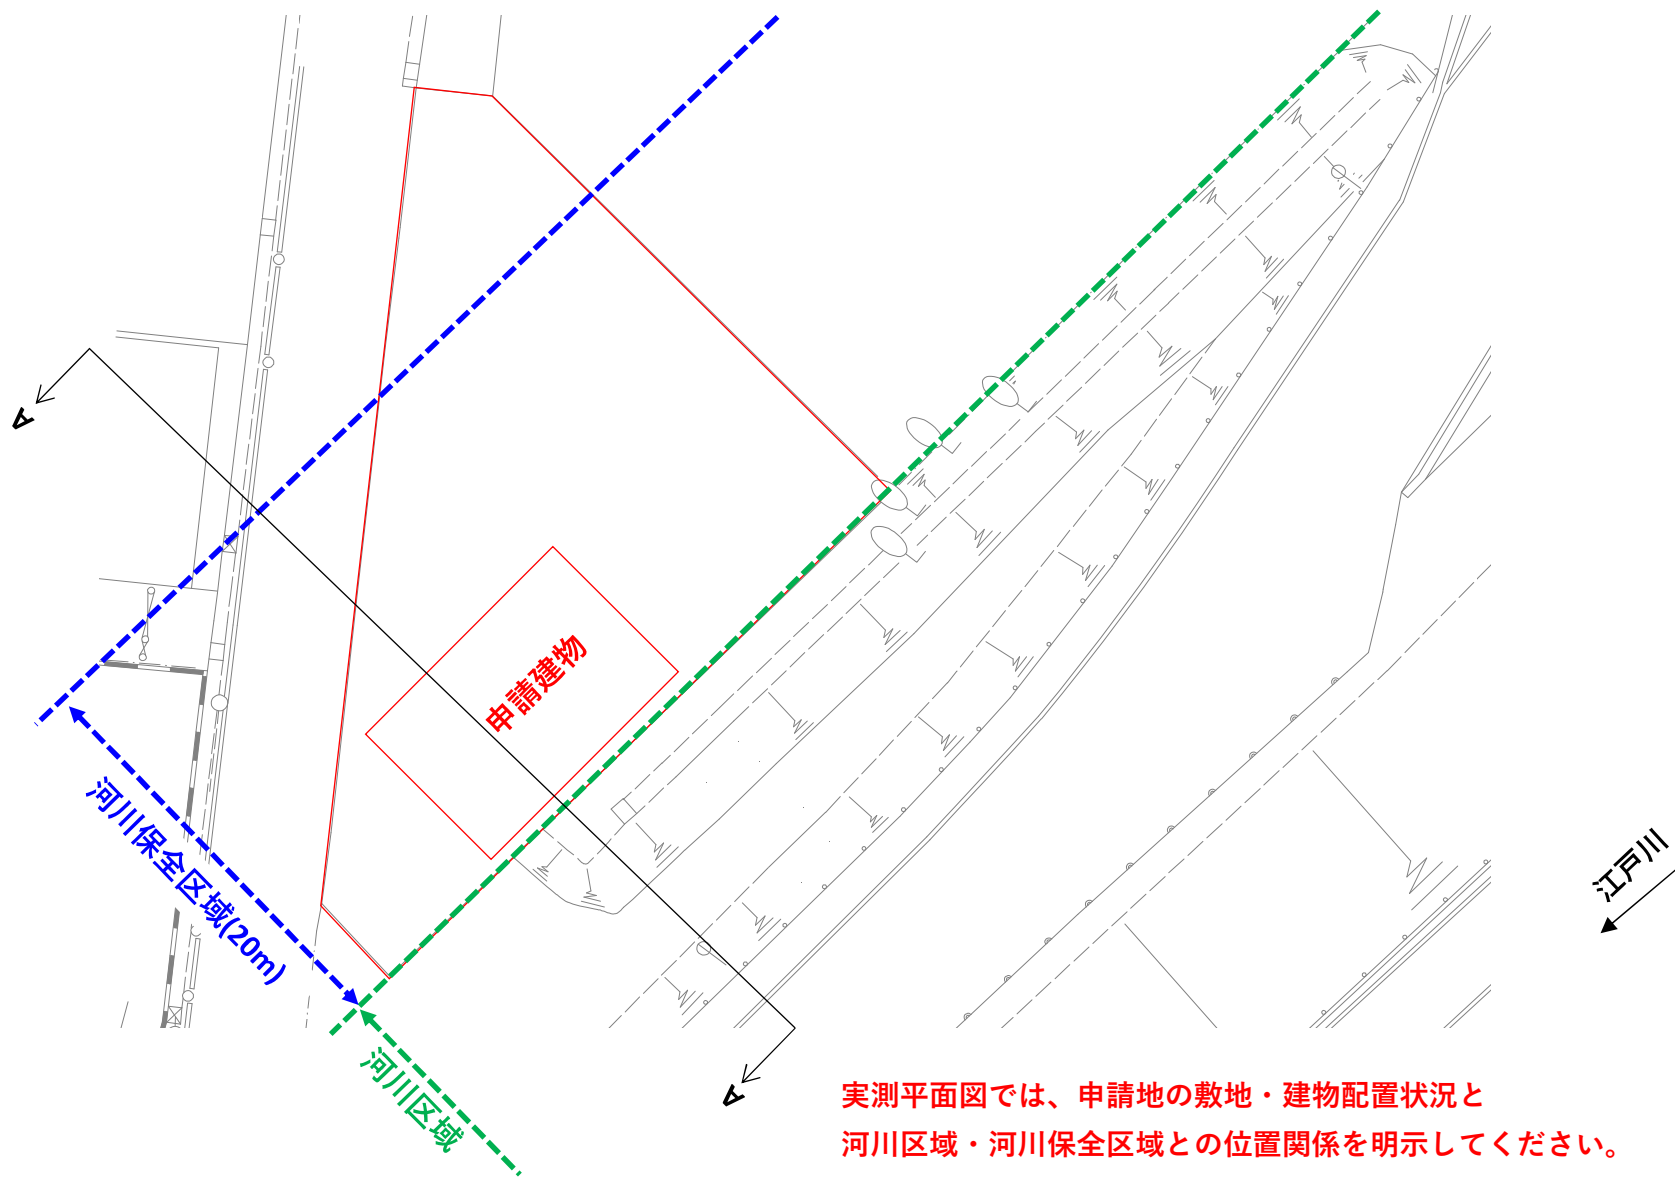 A
申請建物
河川保全区域(20m)
江戸川
河川区域
A
実測平面図では、申請地の敷地・建物配置状況と
河川区域・河川保全区域との位置関係を明示してください。